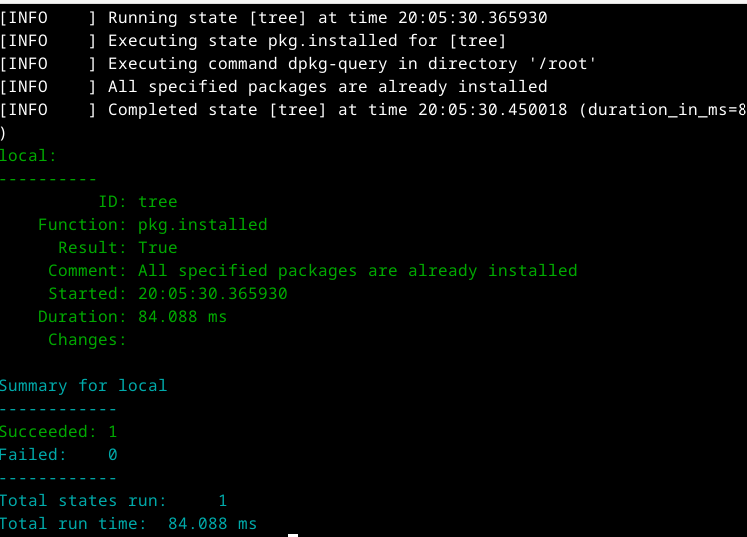 [INFO    ] Running state [tree] at time 20:05:30.365930
[INFO    ] Executing state pkg.installed for [tree]
[INFO    ] Executing command dpkg-query in directory '/root'
[INFO    ] All specified packages are already installed
[INFO    ] Completed state [tree] at time 20:05:30.450018 (duration_in_ms=8
)
local:
----------
          ID: tree
    Function: pkg.installed
      Result: True
     Comment: All specified packages are already installed
     Started: 20:05:30.365930
    Duration: 84.088 ms
     Changes:

Summary for local
------------
Succeeded: 1
Failed:    0
------------
Total states run:     1
Total run time:  84.088 ms